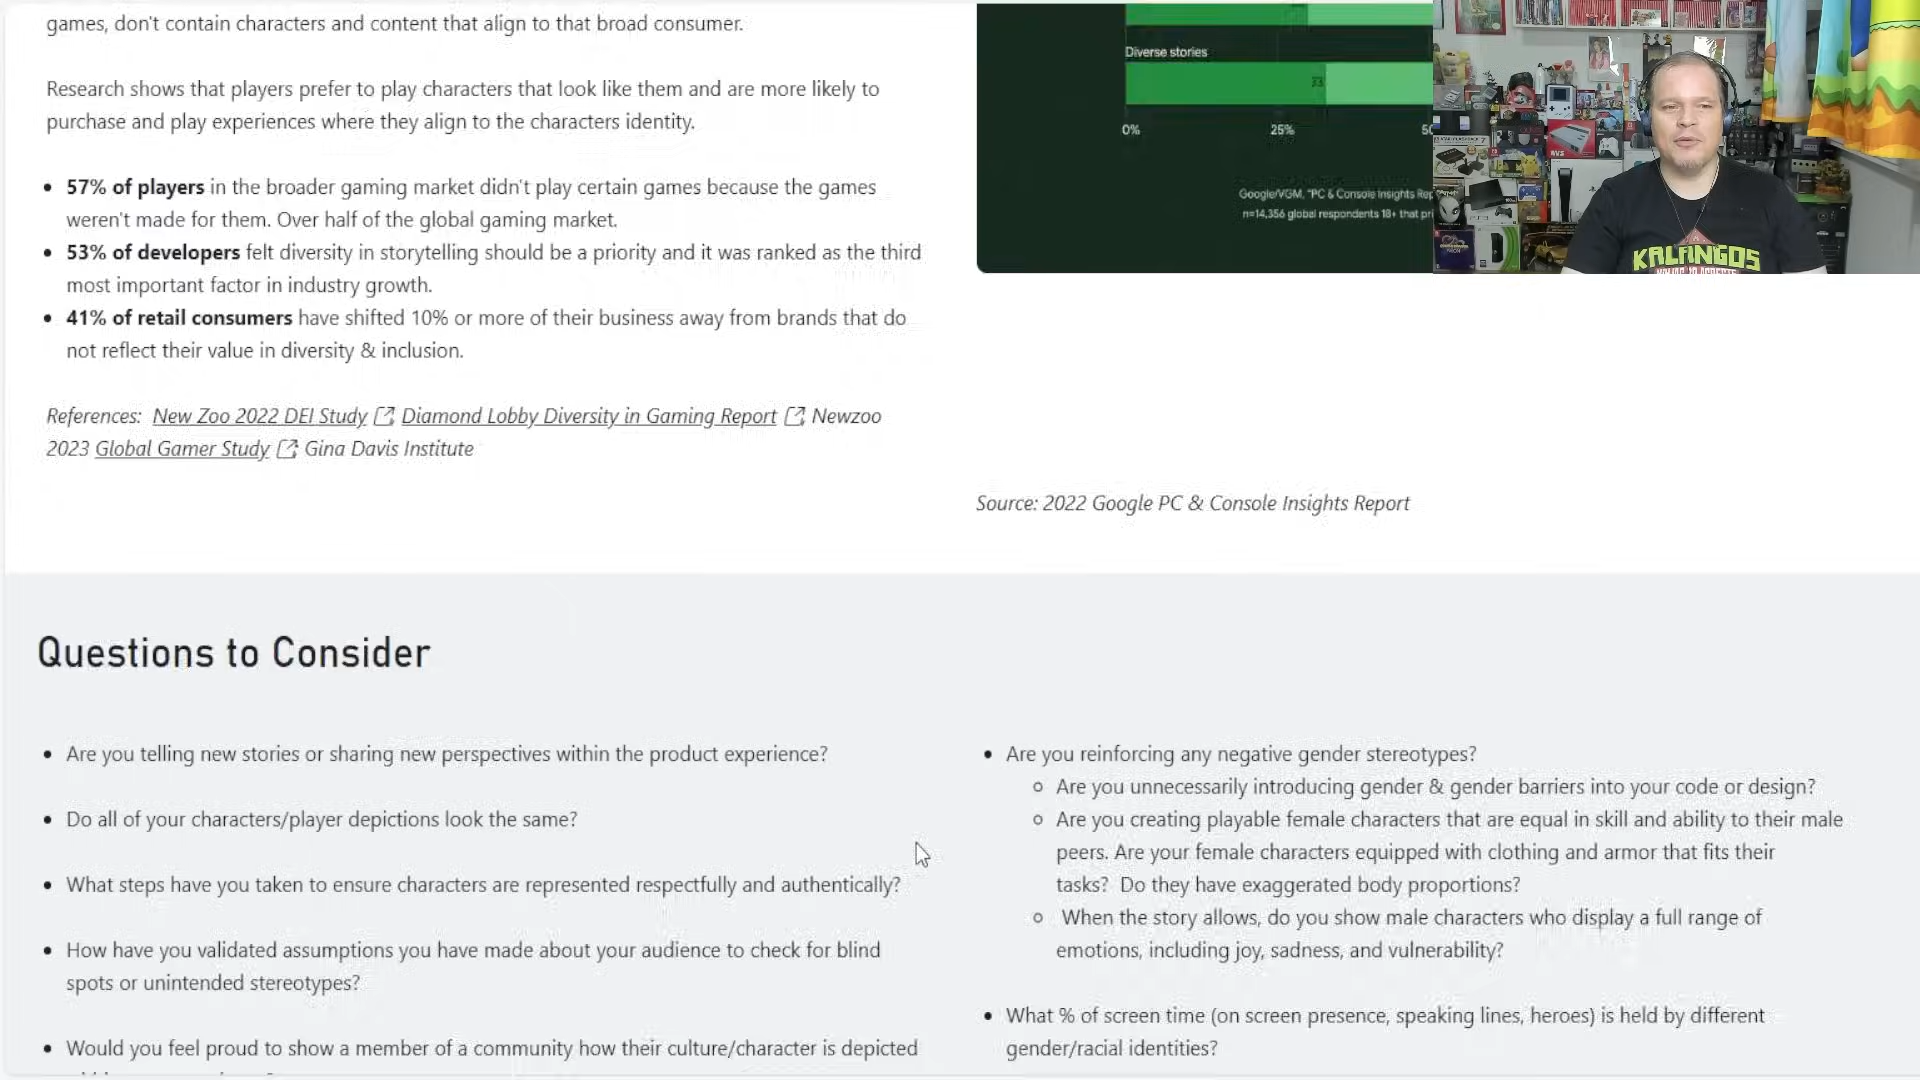 games, don't contain characters and content that align to that broad consumer.
Research shows that players prefer to play characters that look like them and are more likely to
purchase and play experiences where they align to the characters identity.
57% of players in the broader gaming market didn't play certain games because the games
weren't made for them. Over half of the global gaming market.
53% of developers felt diversity in storytelling should be a priority and it was ranked as the third
most important factor in industry growth.
41% of retail consumers have shifted 10% or more of their business away from brands that do
not reflect their value in diversity & inclusion.
References: New Zoo 2022 DEI Study Diamond Lobby Diversity in Gaming Report Newzoo
2023 Global Gamer Study Gina Davis Institute
Diverse stories
33
0% 25%
Google/VGM, "PC & Console Insights
n=14,356 global respondents 18+ that
KALANGOS
Source: 2022 Google PC & Console Insights Report
Questions to Consider
Are you telling new stories or sharing new perspectives within the product experience?
Do all of your characters/player depictions look the same?
What steps have you taken to ensure characters are represented respectfully and authentically?
How have you validated assumptions you have made about your audience to check for blind
spots or unintended stereotypes?
Would you feel proud to show a member of a community how their culture/character is depicted
Are you reinforcing any negative gender stereotypes?
Are you unnecessarily introducing gender & gender barriers into your code or design?
Are you creating playable female characters that are equal in skill and ability to their male
peers. Are your female characters equipped with clothing and armor that fits their
tasks? Do they have exaggerated body proportions?
When the story allows, do you show male characters who display a full range of
emotions, including joy, sadness, and vulnerability?
What % of screen time (on screen presence, speaking lines, heroes) is held by different
gender/racial identities?